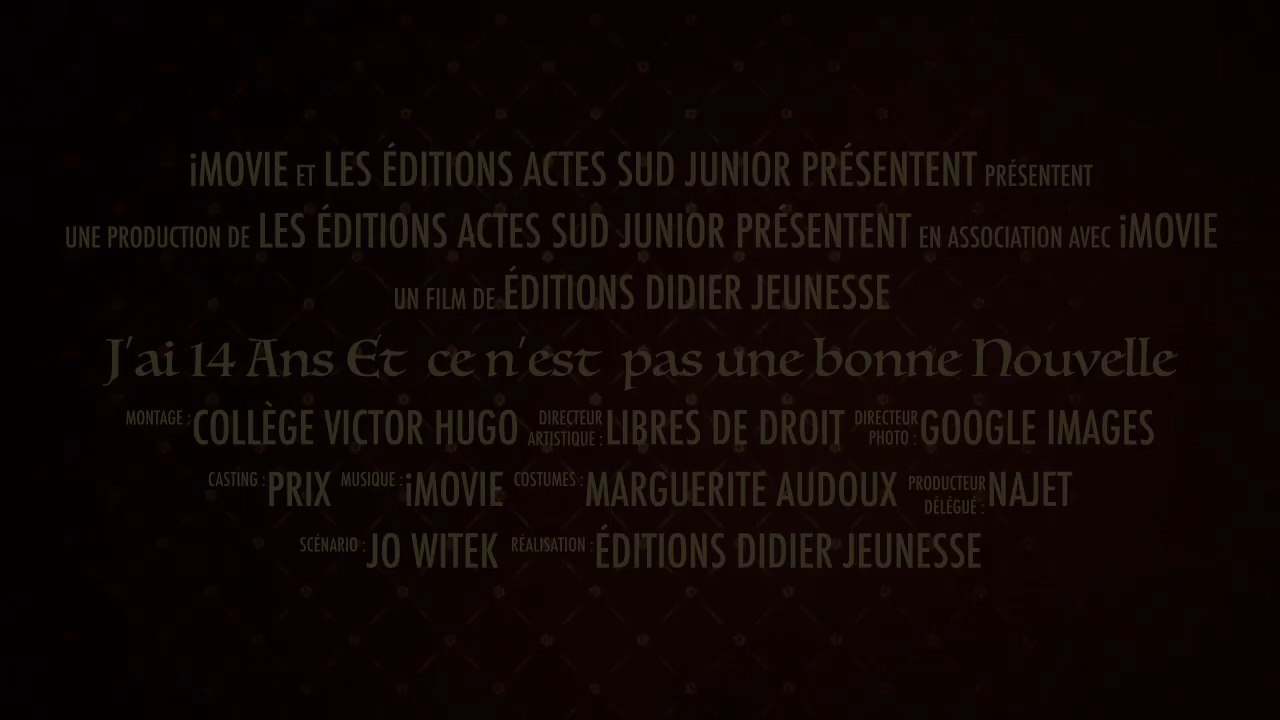 iMOVIE ET LES ÉDITIONS ACTES SUD JUNIOR PRÉSENTENT PRÉSENTENT
UNE PRODUCTION DE LES ÉDITIONS ACTES SUD JUNIOR PRÉSENTENT EN ASSOCIATION AVEC iMOVIE
UN FILM DE ÉDITIONS DIDIER JEUNESSE
J'ai 14 Ans Et ce n'est pas une bonne Nouvelle
MONTAGE : COLLÈGE VICTOR HUGO DIRECTEUR ARTISTIQUE : LIBRES DE DROIT DIRECTEUR PHOTO : GOOGLE IMAGES
CASTING : PRIX MUSIQUE : iMOVIE COSTUMES : MARGUERITE AUDOUX PRODUCTEUR DÉLÉGUÉ : NAJET
SCÉNARIO : JO WITEK RÉALISATION : ÉDITIONS DIDIER JEUNESSE